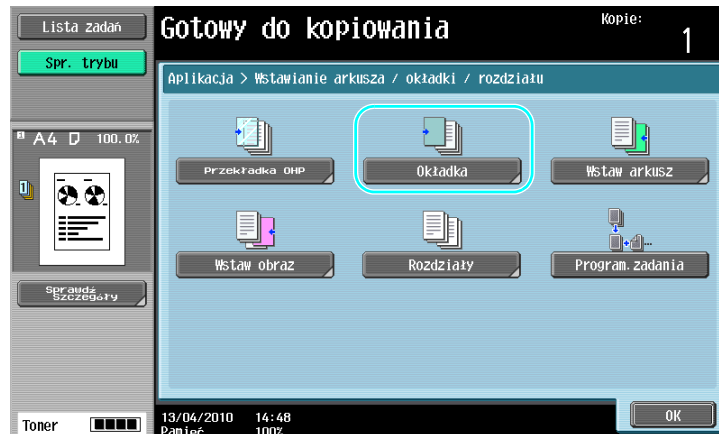 Lista zadań
Spr. trybu
A4 100.0%
Sprawdź
Szczegóły
Toner
Gotowy do kopiowania
Kopie:
1
Aplikacja > Wstawianie arkusza / okładki / rozdziału
Przekładka OHP
Okładka
Wstaw arkusz
Wstaw obraz
Rozdziały
Program.zadania
13/04/2010 14:48
Pamięć 100%
OK